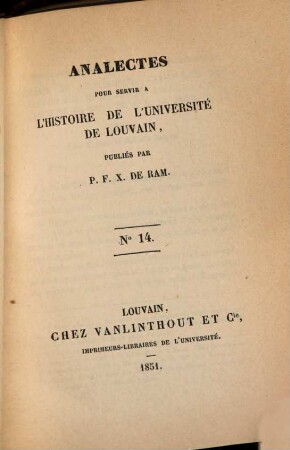 ANALECTES
POUR SERVIR A
L'HISTOIRE DE L'UNIVERSITÉ
DE LOUVAIN,
PUBLIÉS PAR
P. F. X. DE RAM.
No 14.
LOUVAIN,
CHEZ VANLINTHOUT ET Cie,
IMPRIMEURS-LIBRAIRES DE L'UNIVERSITÉ.
—
1851.